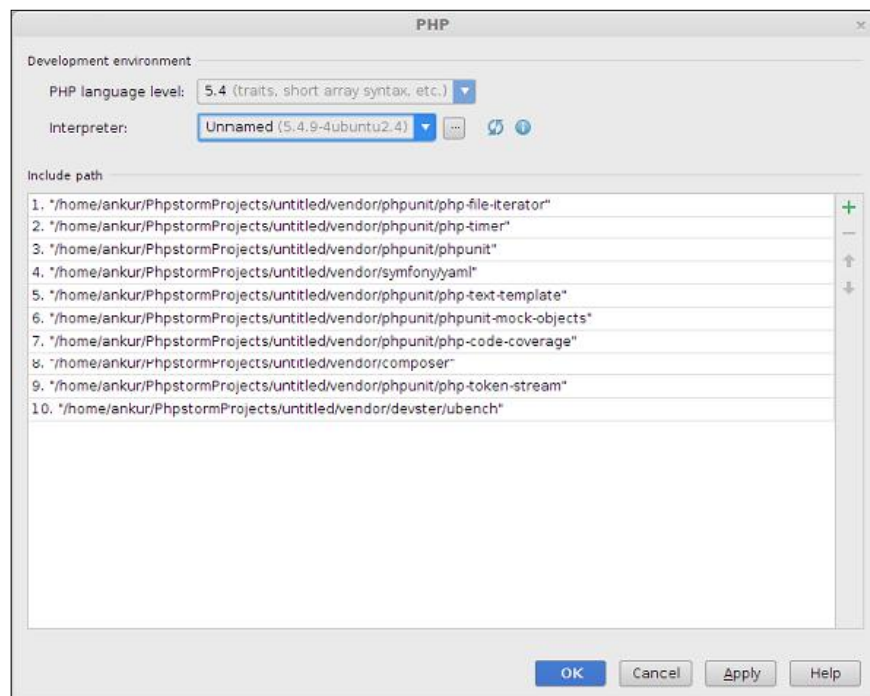 PHP
Development environment
PHP language level: 5.4 (traits, short array syntax, etc.)
Interpreter: Unnamed (5.4.9-4ubuntu2.4) ...
Include path
1. "/home/ankur/PhpstormProjects/untitled/vendor/phpunit/php-file-iterator"
2. "/home/ankur/PhpstormProjects/untitled/vendor/phpunit/php-timer"
3. "/home/ankur/PhpstormProjects/untitled/vendor/phpunit/phpunit"
4. "/home/ankur/PhpstormProjects/untitled/vendor/symfony/yaml"
5. "/home/ankur/PhpstormProjects/untitled/vendor/phpunit/php-text-template"
6. "/home/ankur/PhpstormProjects/untitled/vendor/phpunit/phpunit-mock-objects"
7. "/home/ankur/PhpstormProjects/untitled/vendor/phpunit/php-code-coverage"
8. "/home/ankur/PhpstormProjects/untitled/vendor/composer"
9. "/home/ankur/PhpstormProjects/untitled/vendor/phpunit/php-token-stream"
10. "/home/ankur/PhpstormProjects/untitled/vendor/devster/ubench"
OK Cancel Apply Help